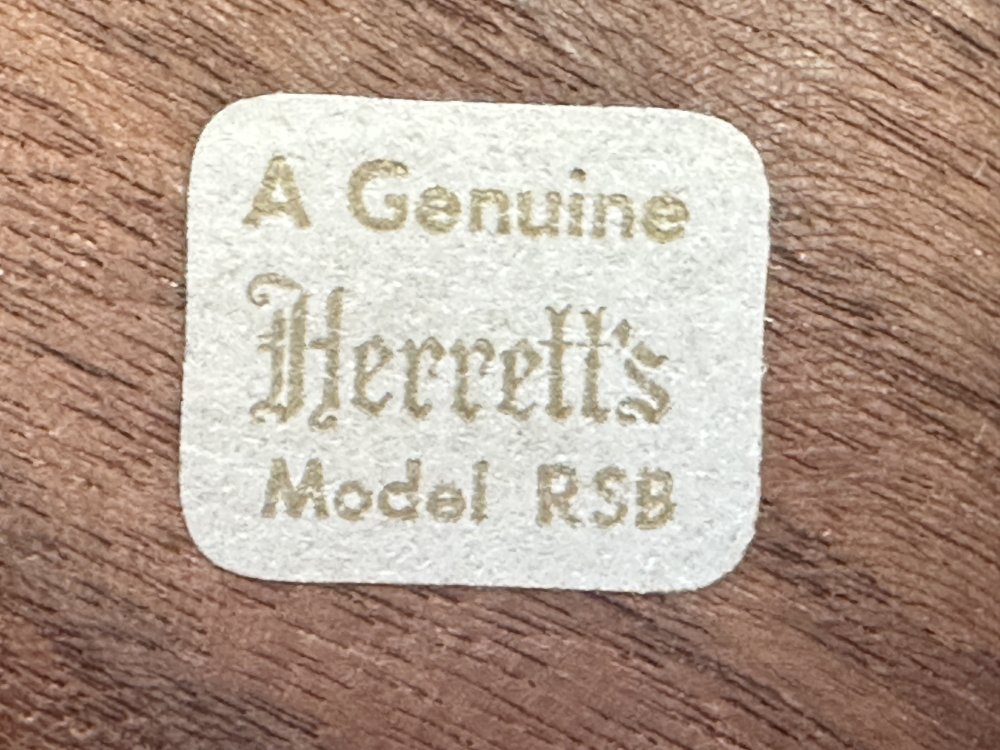 A Genuine
Herrett's
Model RSB